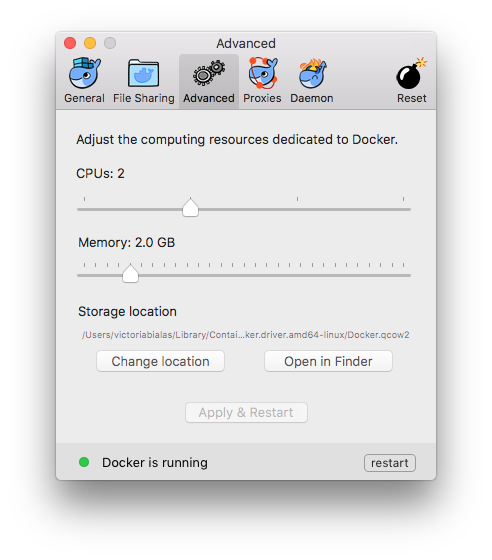 Advanced
General File Sharing Advanced Proxies Daemon Reset
Adjust the computing resources dedicated to Docker.
CPUs: 2
Memory: 2.0 GB
Storage location
/Users/victoriabialas/Library/Contai...ker.driver.amd64-linux/Docker.qcow2
Change location Open in Finder
Apply & Restart
Docker is running restart